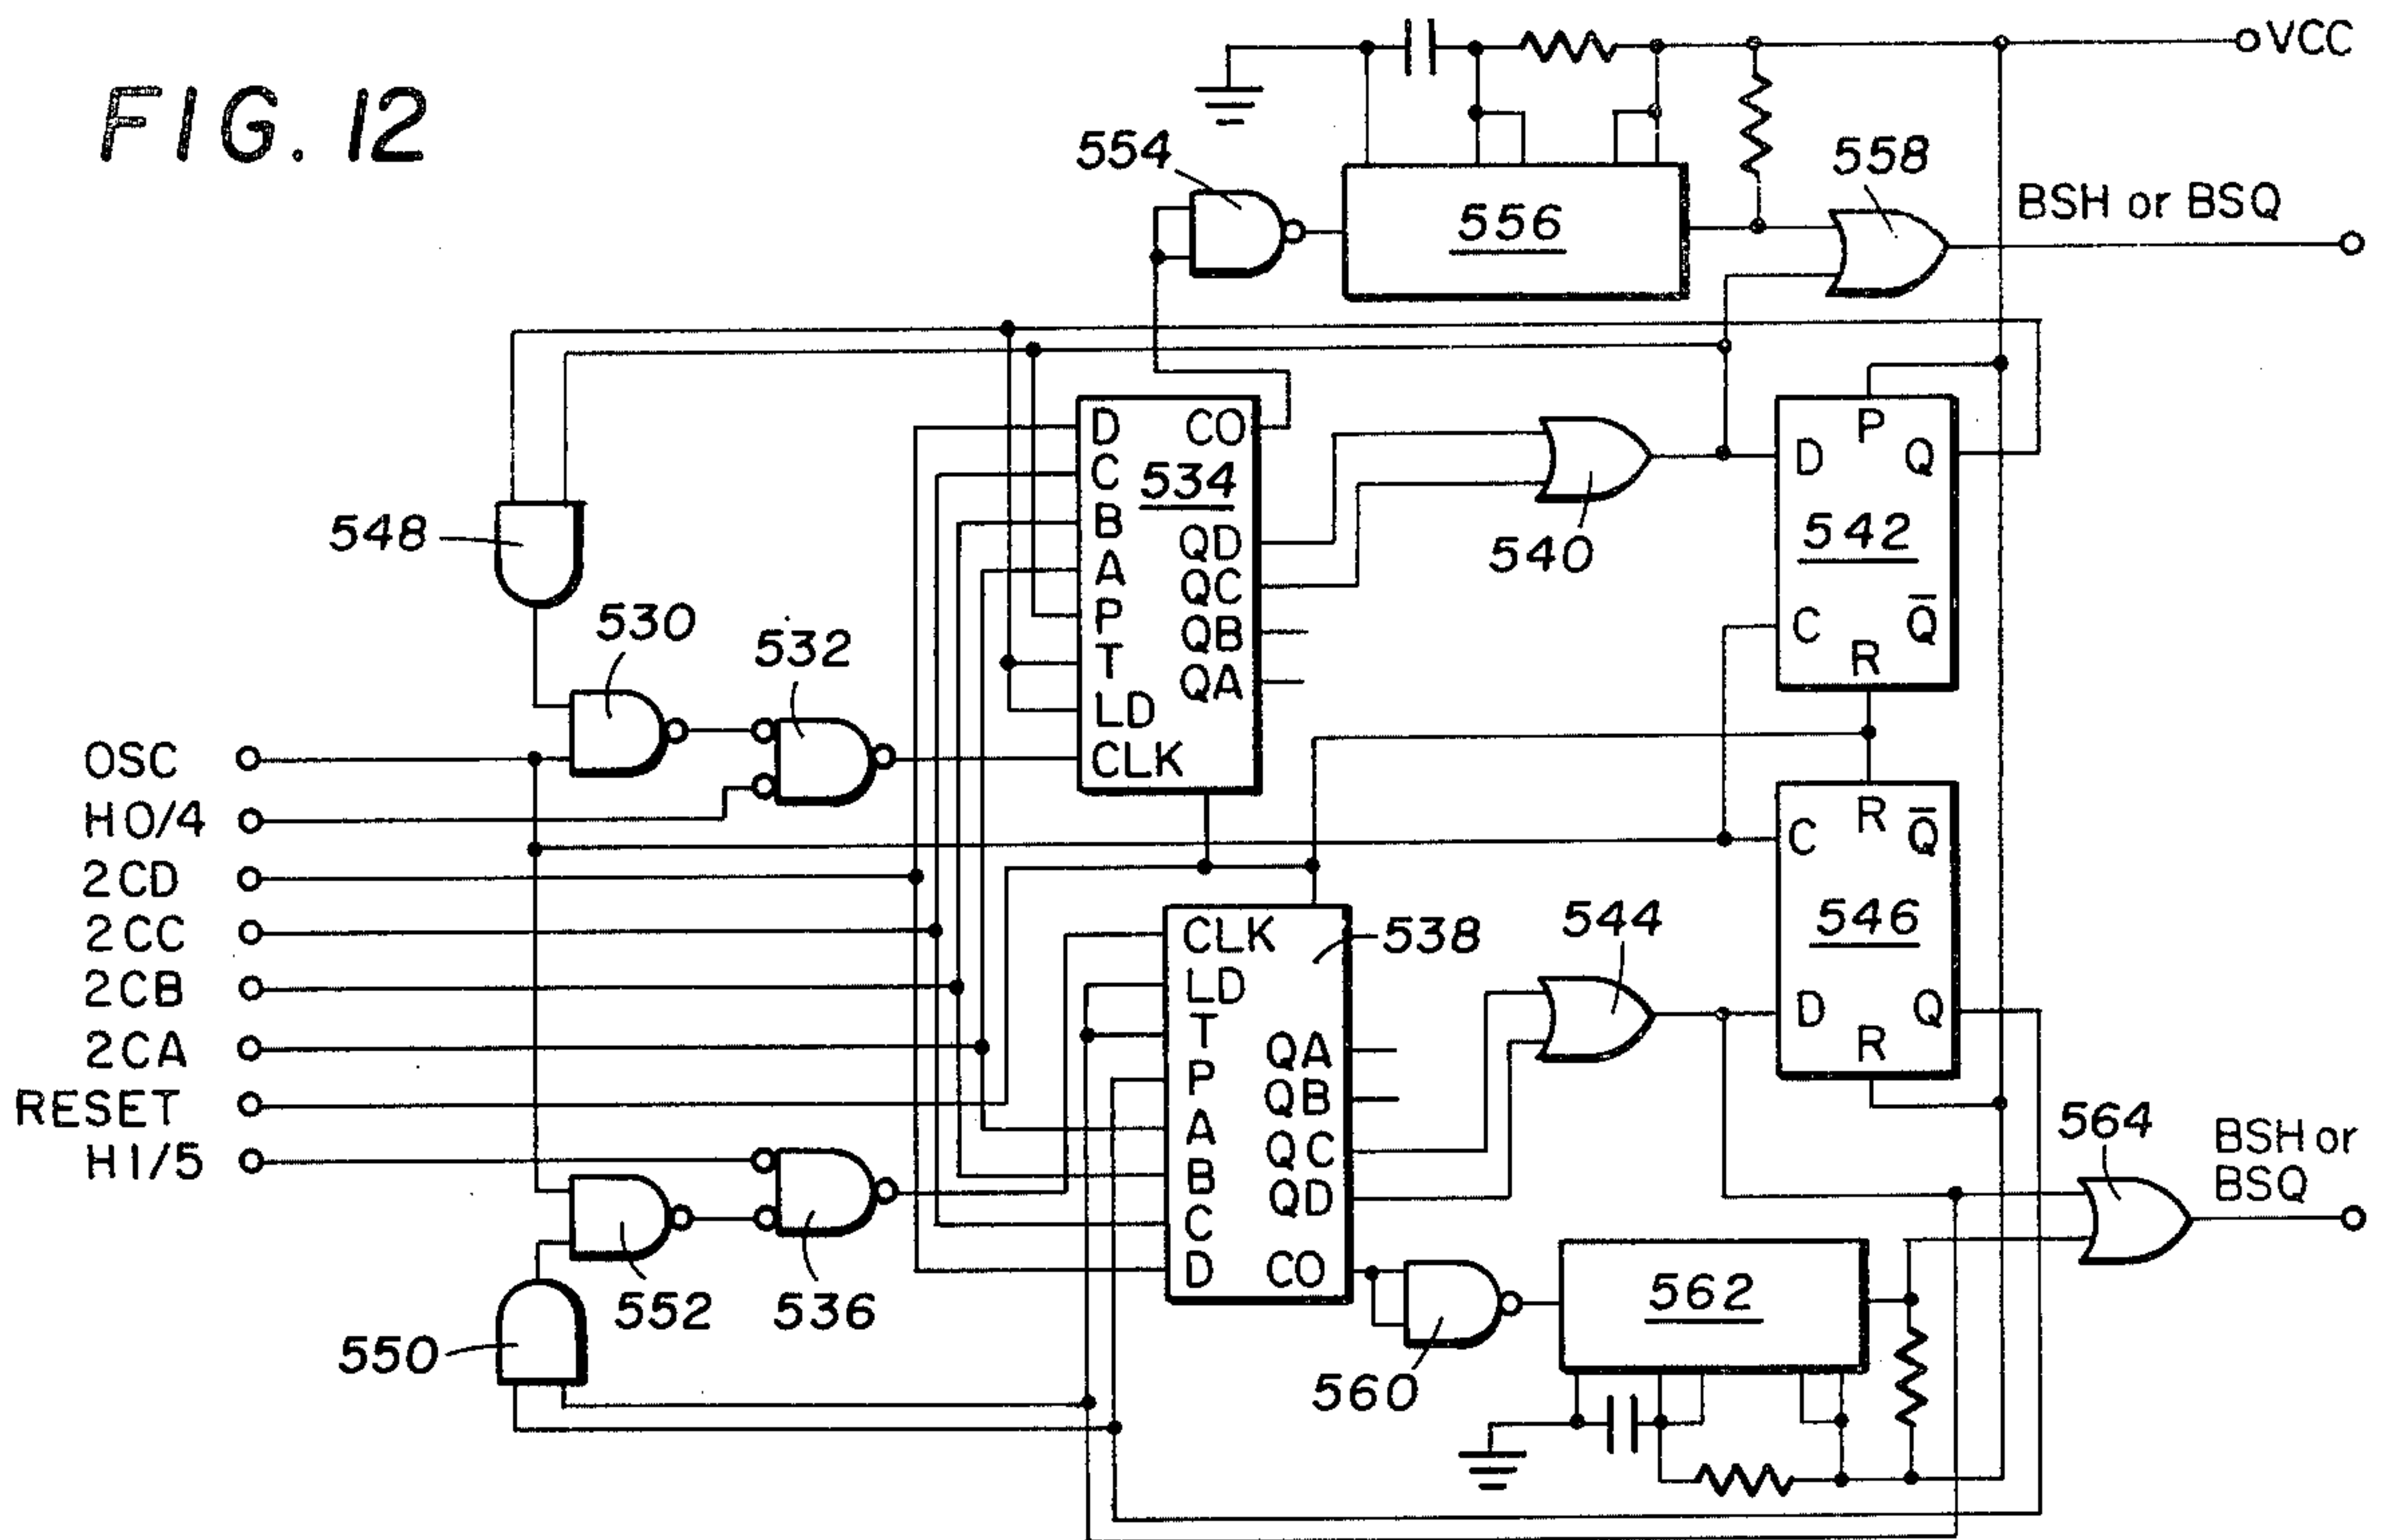 FIG. 12
VCC
554
556
558
BSH or BSQ
548
530
532
D CO
C 534
B
A QD
P QC
T QB
LD QA
CLK
540
P
D Q
542
C Q̅
R
OSC
HO/4
2CD
2CC
2CB
2CA
RESET
H1/5
CLK
LD
T
P QA
A QB
B QC
C QD
D CO
538
544
R
C Q̅
546
D Q
R
564
BSH or
BSQ
552
536
550
560
562